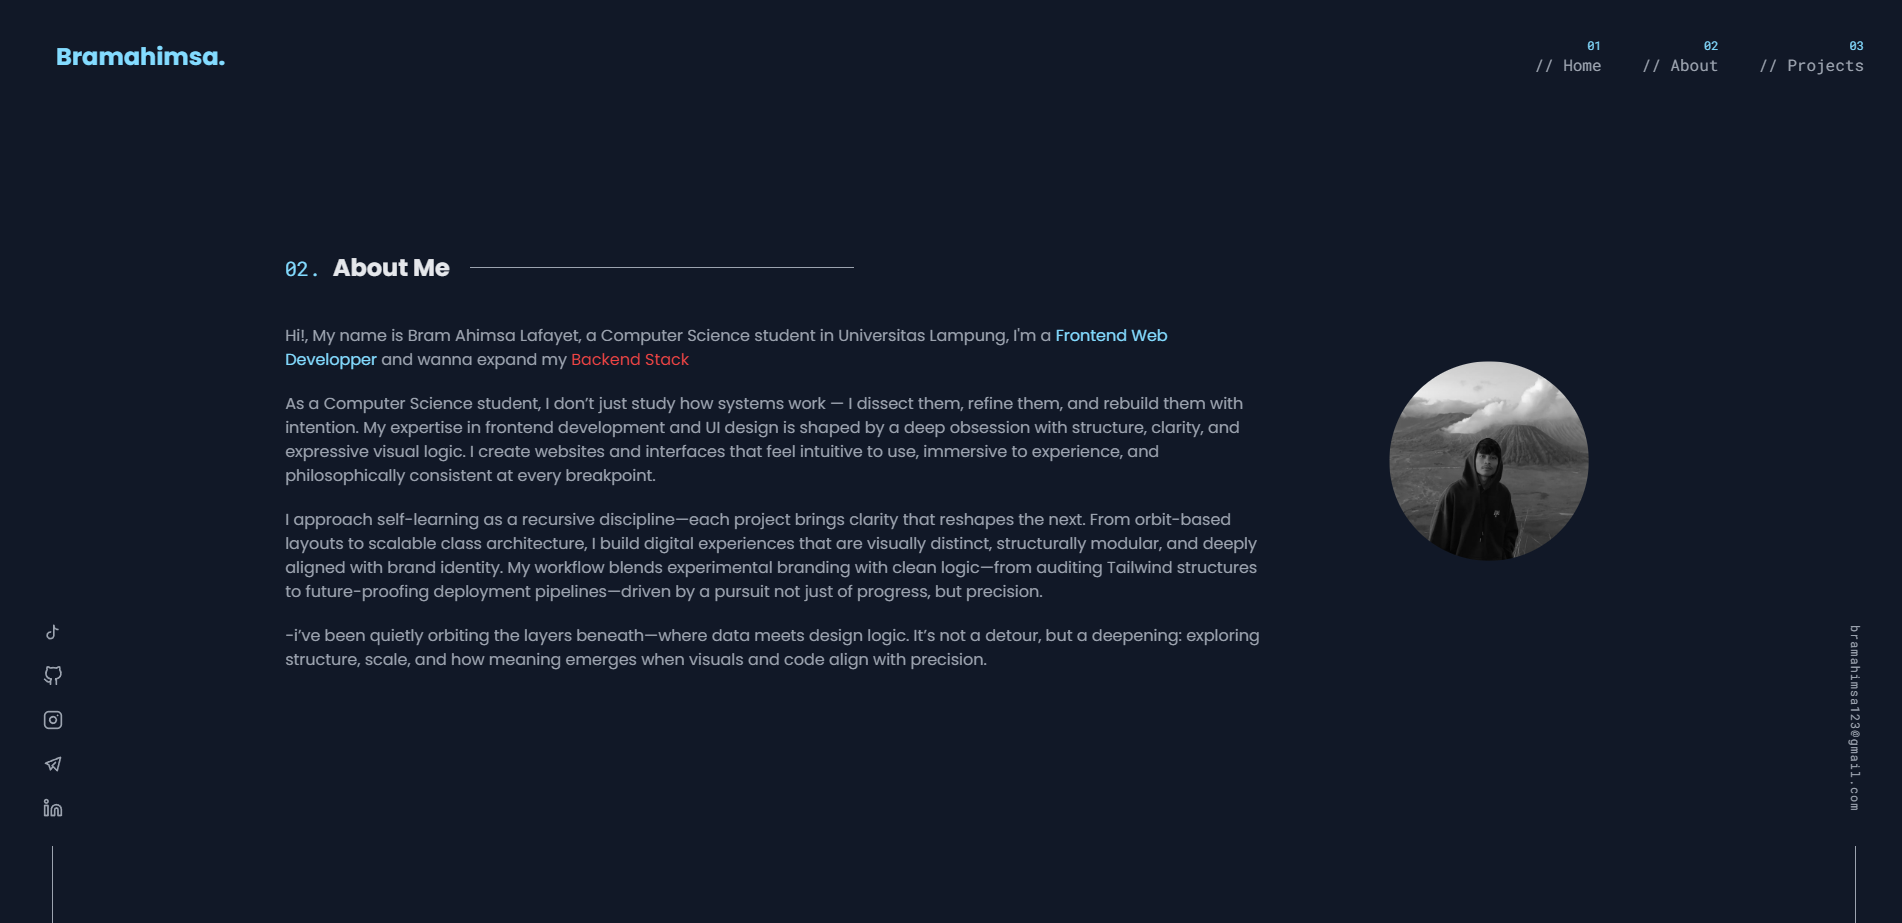 Bramahimsa.
01
// Home
02
// About
03
// Projects
02. About Me
Hi!, My name is Bram Ahimsa Lafayet, a Computer Science student in Universitas Lampung, I'm a Frontend Web
Developper and wanna expand my Backend Stack
As a Computer Science student, I don’t just study how systems work — I dissect them, refine them, and rebuild them with
intention. My expertise in frontend development and UI design is shaped by a deep obsession with structure, clarity, and
expressive visual logic. I create websites and interfaces that feel intuitive to use, immersive to experience, and
philosophically consistent at every breakpoint.
I approach self-learning as a recursive discipline—each project brings clarity that reshapes the next. From orbit-based
layouts to scalable class architecture, I build digital experiences that are visually distinct, structurally modular, and deeply
aligned with brand identity. My workflow blends experimental branding with clean logic—from auditing Tailwind structures
to future-proofing deployment pipelines—driven by a pursuit not just of progress, but precision.
-i’ve been quietly orbiting the layers beneath—where data meets design logic. It’s not a detour, but a deepening: exploring
structure, scale, and how meaning emerges when visuals and code align with precision.
bramahimsa123@gmail.com